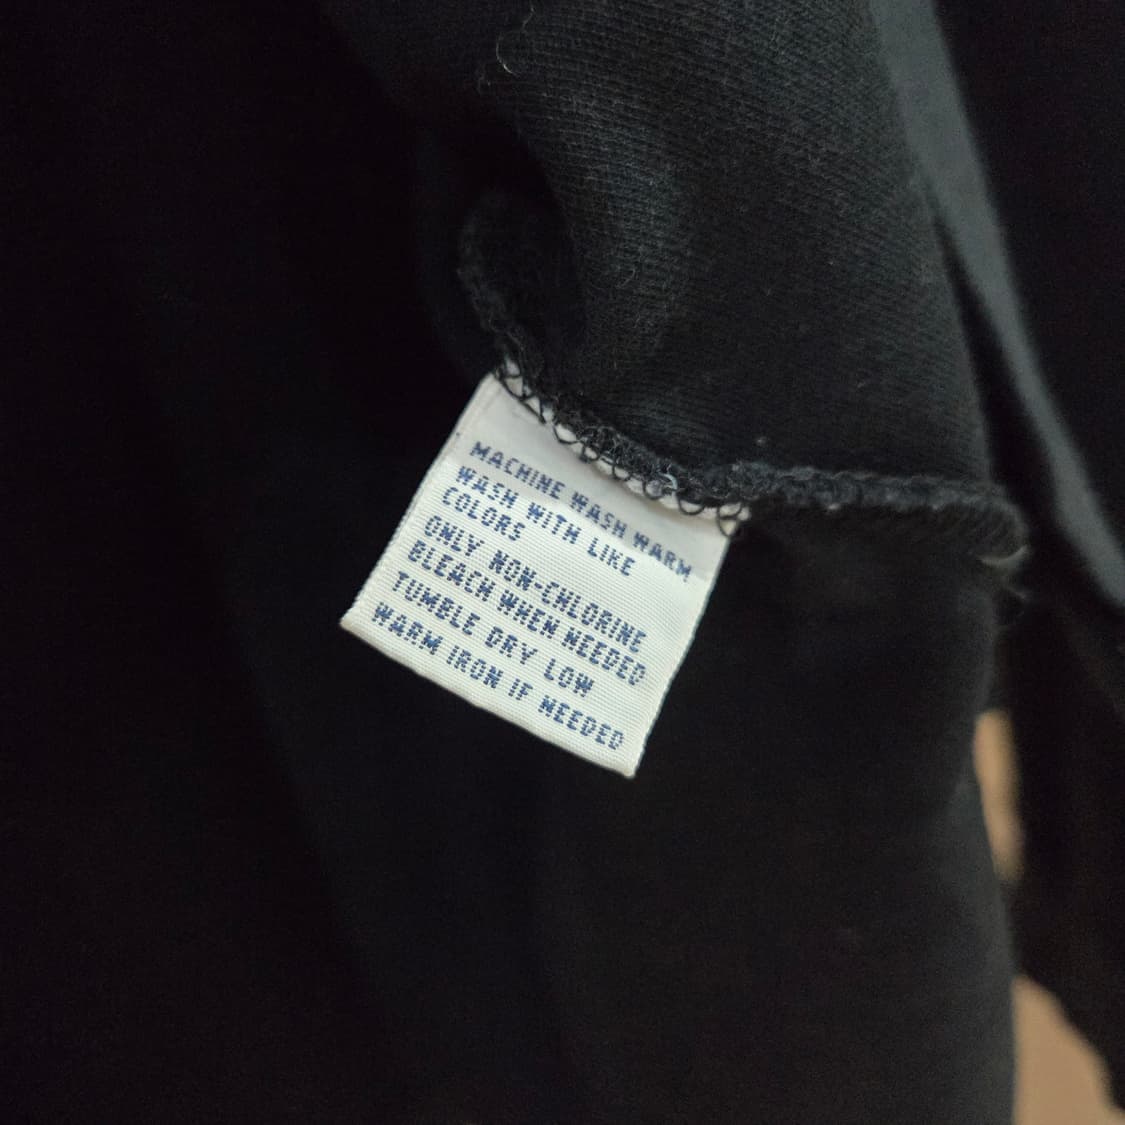 MACHINE WASH WARM
WASH WITH LIKE
COLORS
ONLY NON-CHLORINE
BLEACH WHEN NEEDED
TUMBLE DRY LOW
WARM IRON IF NEEDED